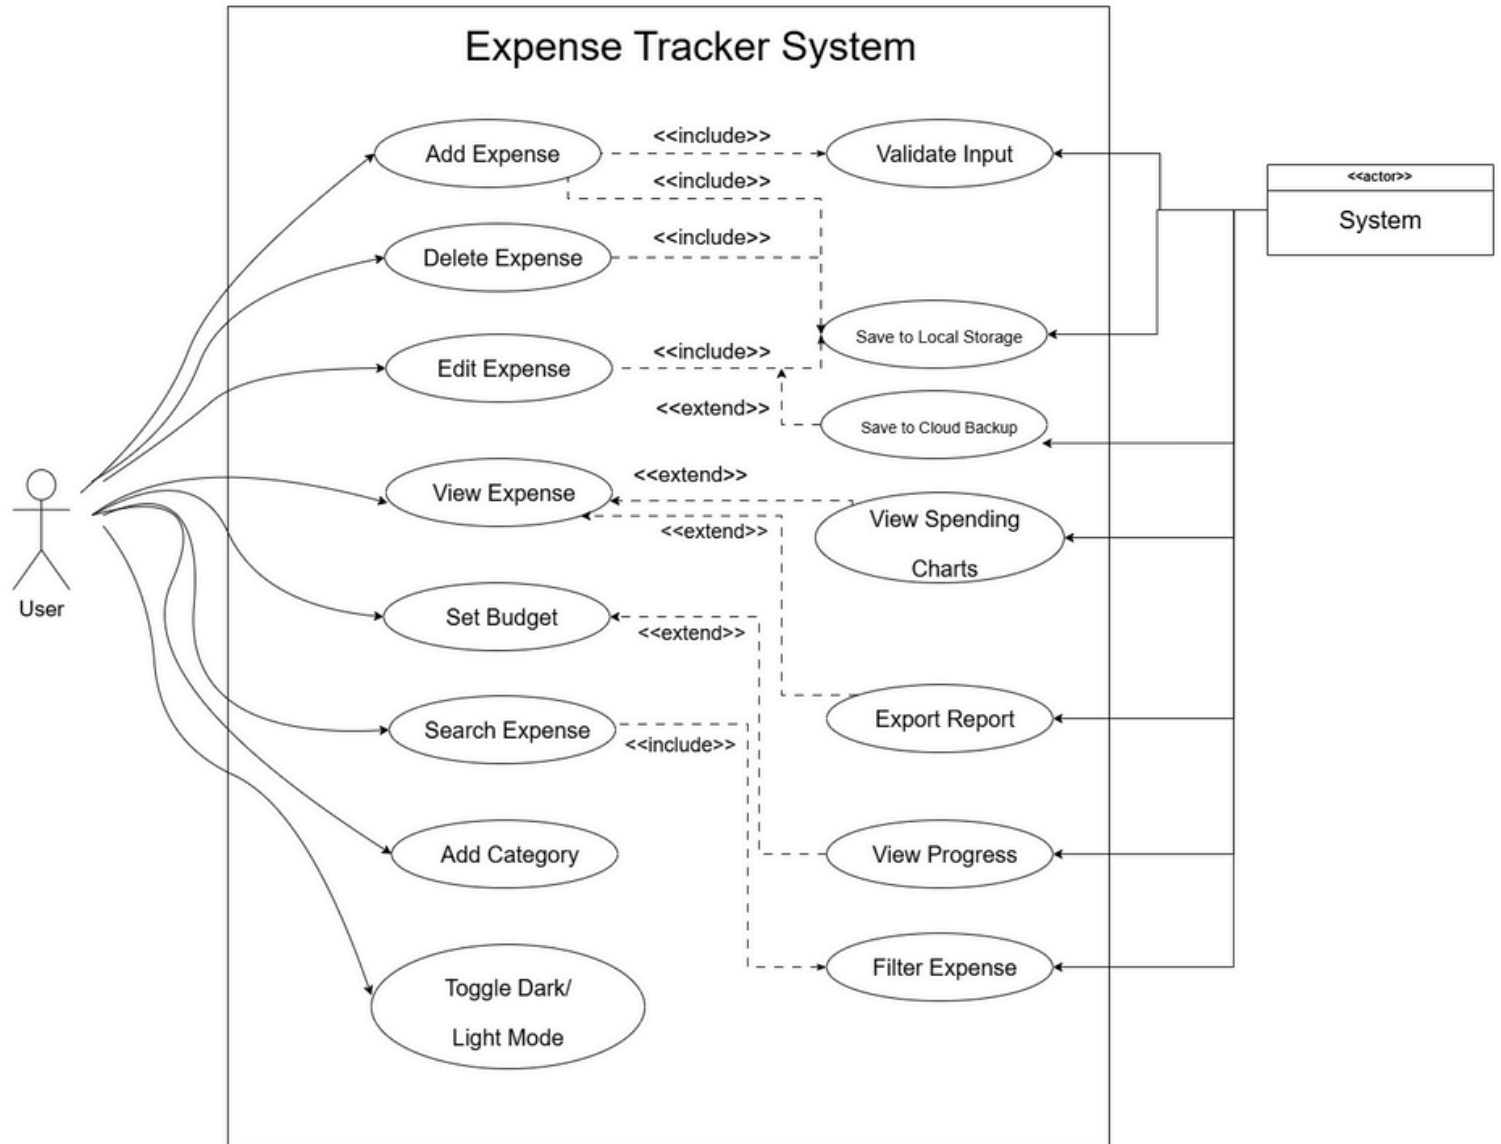 Expense Tracker System
Add Expense
<<include>>
Validate Input
<<include>>
<<actor>>
System
Delete Expense
<<include>>
Save to Local Storage
Edit Expense
<<include>>
<<extend>>
Save to Cloud Backup
View Expense
<<extend>>
<<extend>>
View Spending
Charts
User
Set Budget
<<extend>>
Search Expense
<<include>>
Export Report
Add Category
View Progress
Filter Expense
Toggle Dark/
Light Mode